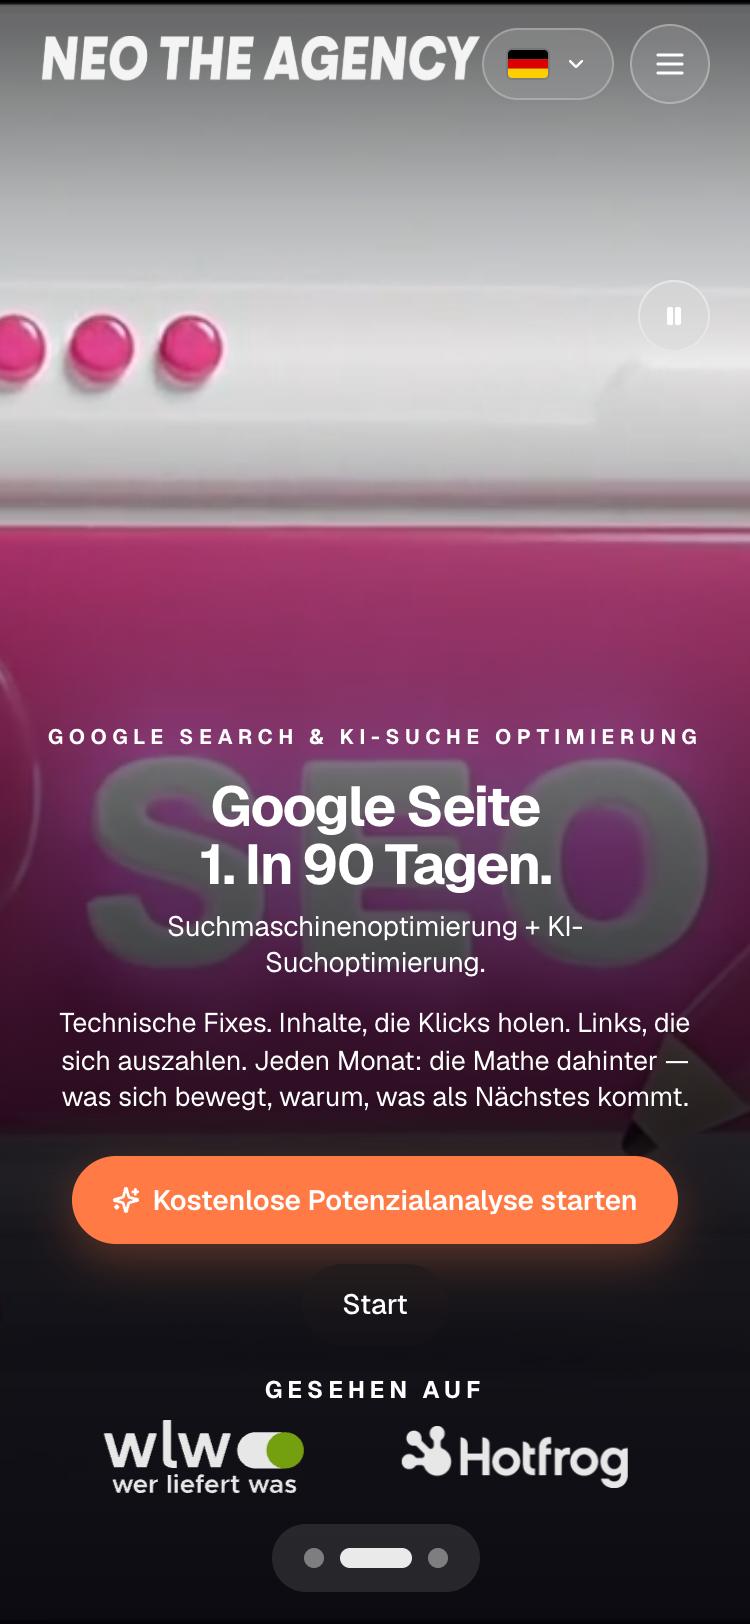 NEO THE AGENCY
GOOGLE SEARCH & KI-SUCHE OPTIMIERUNG
SEO
Google Seite
1. In 90 Tagen.
Suchmaschinenoptimierung + KI-
Suchoptimierung.
Technische Fixes. Inhalte, die Klicks holen. Links, die
sich auszahlen. Jeden Monat: die Mathe dahinter —
was sich bewegt, warum, was als Nächstes kommt.
Kostenlose Potenzialanalyse starten
Start
GESEHEN AUF
wlw
wer liefert was
Hotfrog